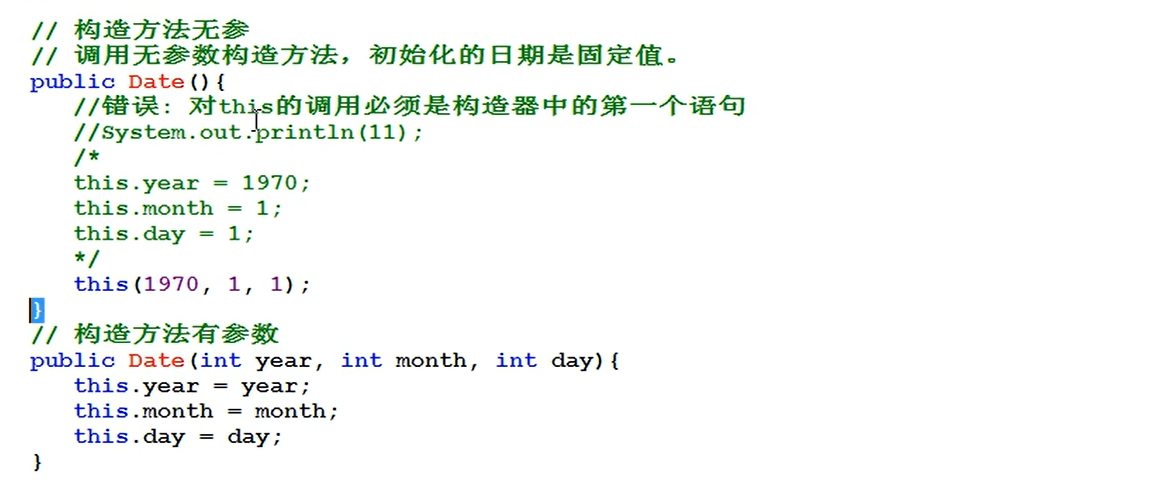 // 构造方法无参
// 调用无参数构造方法，初始化的日期是固定值。
public Date(){
//错误: 对this的调用必须是构造器中的第一个语句
//System.out.println(11);
/*
this.year = 1970;
this.month = 1;
this.day = 1;
*/
this(1970, 1, 1);
}
// 构造方法有参数
public Date(int year, int month, int day){
this.year = year;
this.month = month;
this.day = day;
}